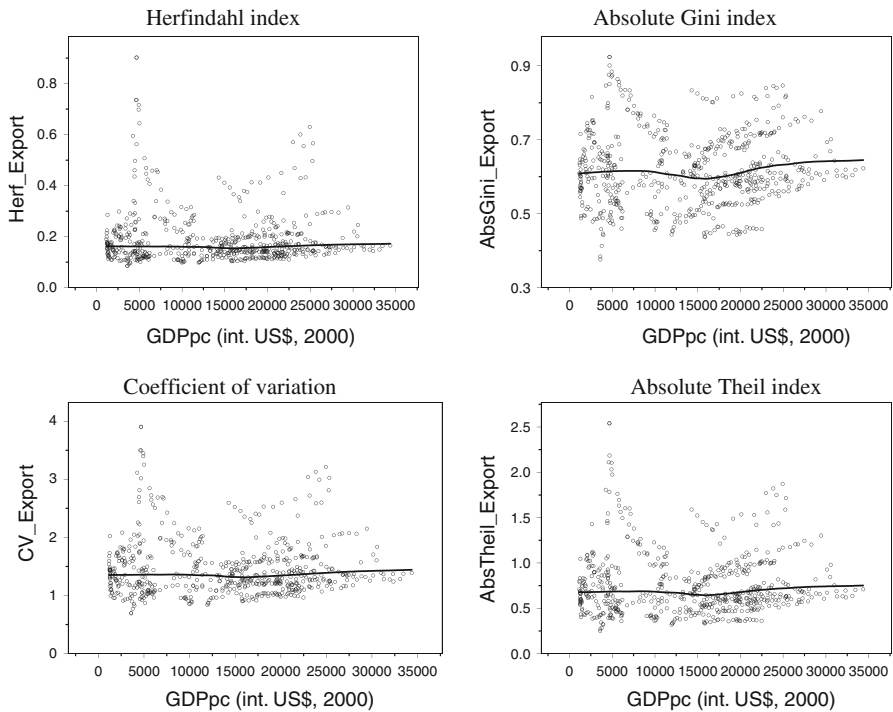 Herfindahl index
Herf_Export
0.8
0.6
0.4
0.2
0.0
0 5000 10000 15000 20000 25000 30000 35000
GDPpc (int. US$, 2000)
Absolute Gini index
AbsGini_Export
0.9
0.7
0.5
0.3
0 5000 10000 15000 20000 25000 30000 35000
GDPpc (int. US$, 2000)
Coefficient of variation
CV_Export
4
3
2
1
0
0 5000 10000 15000 20000 25000 30000 35000
GDPpc (int. US$, 2000)
Absolute Theil index
AbsTheil_Export
2.5
2.0
1.5
1.0
0.5
0.0
0 5000 10000 15000 20000 25000 30000 35000
GDPpc (int. US$, 2000)